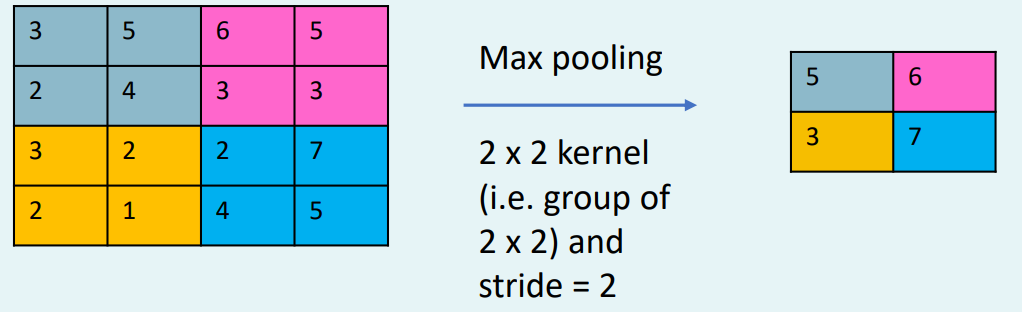 3 5 6 5
2 4 3 3
3 2 2 7
2 1 4 5
Max pooling
2 x 2 kernel
(i.e. group of
2 x 2) and
stride = 2
5 6
3 7